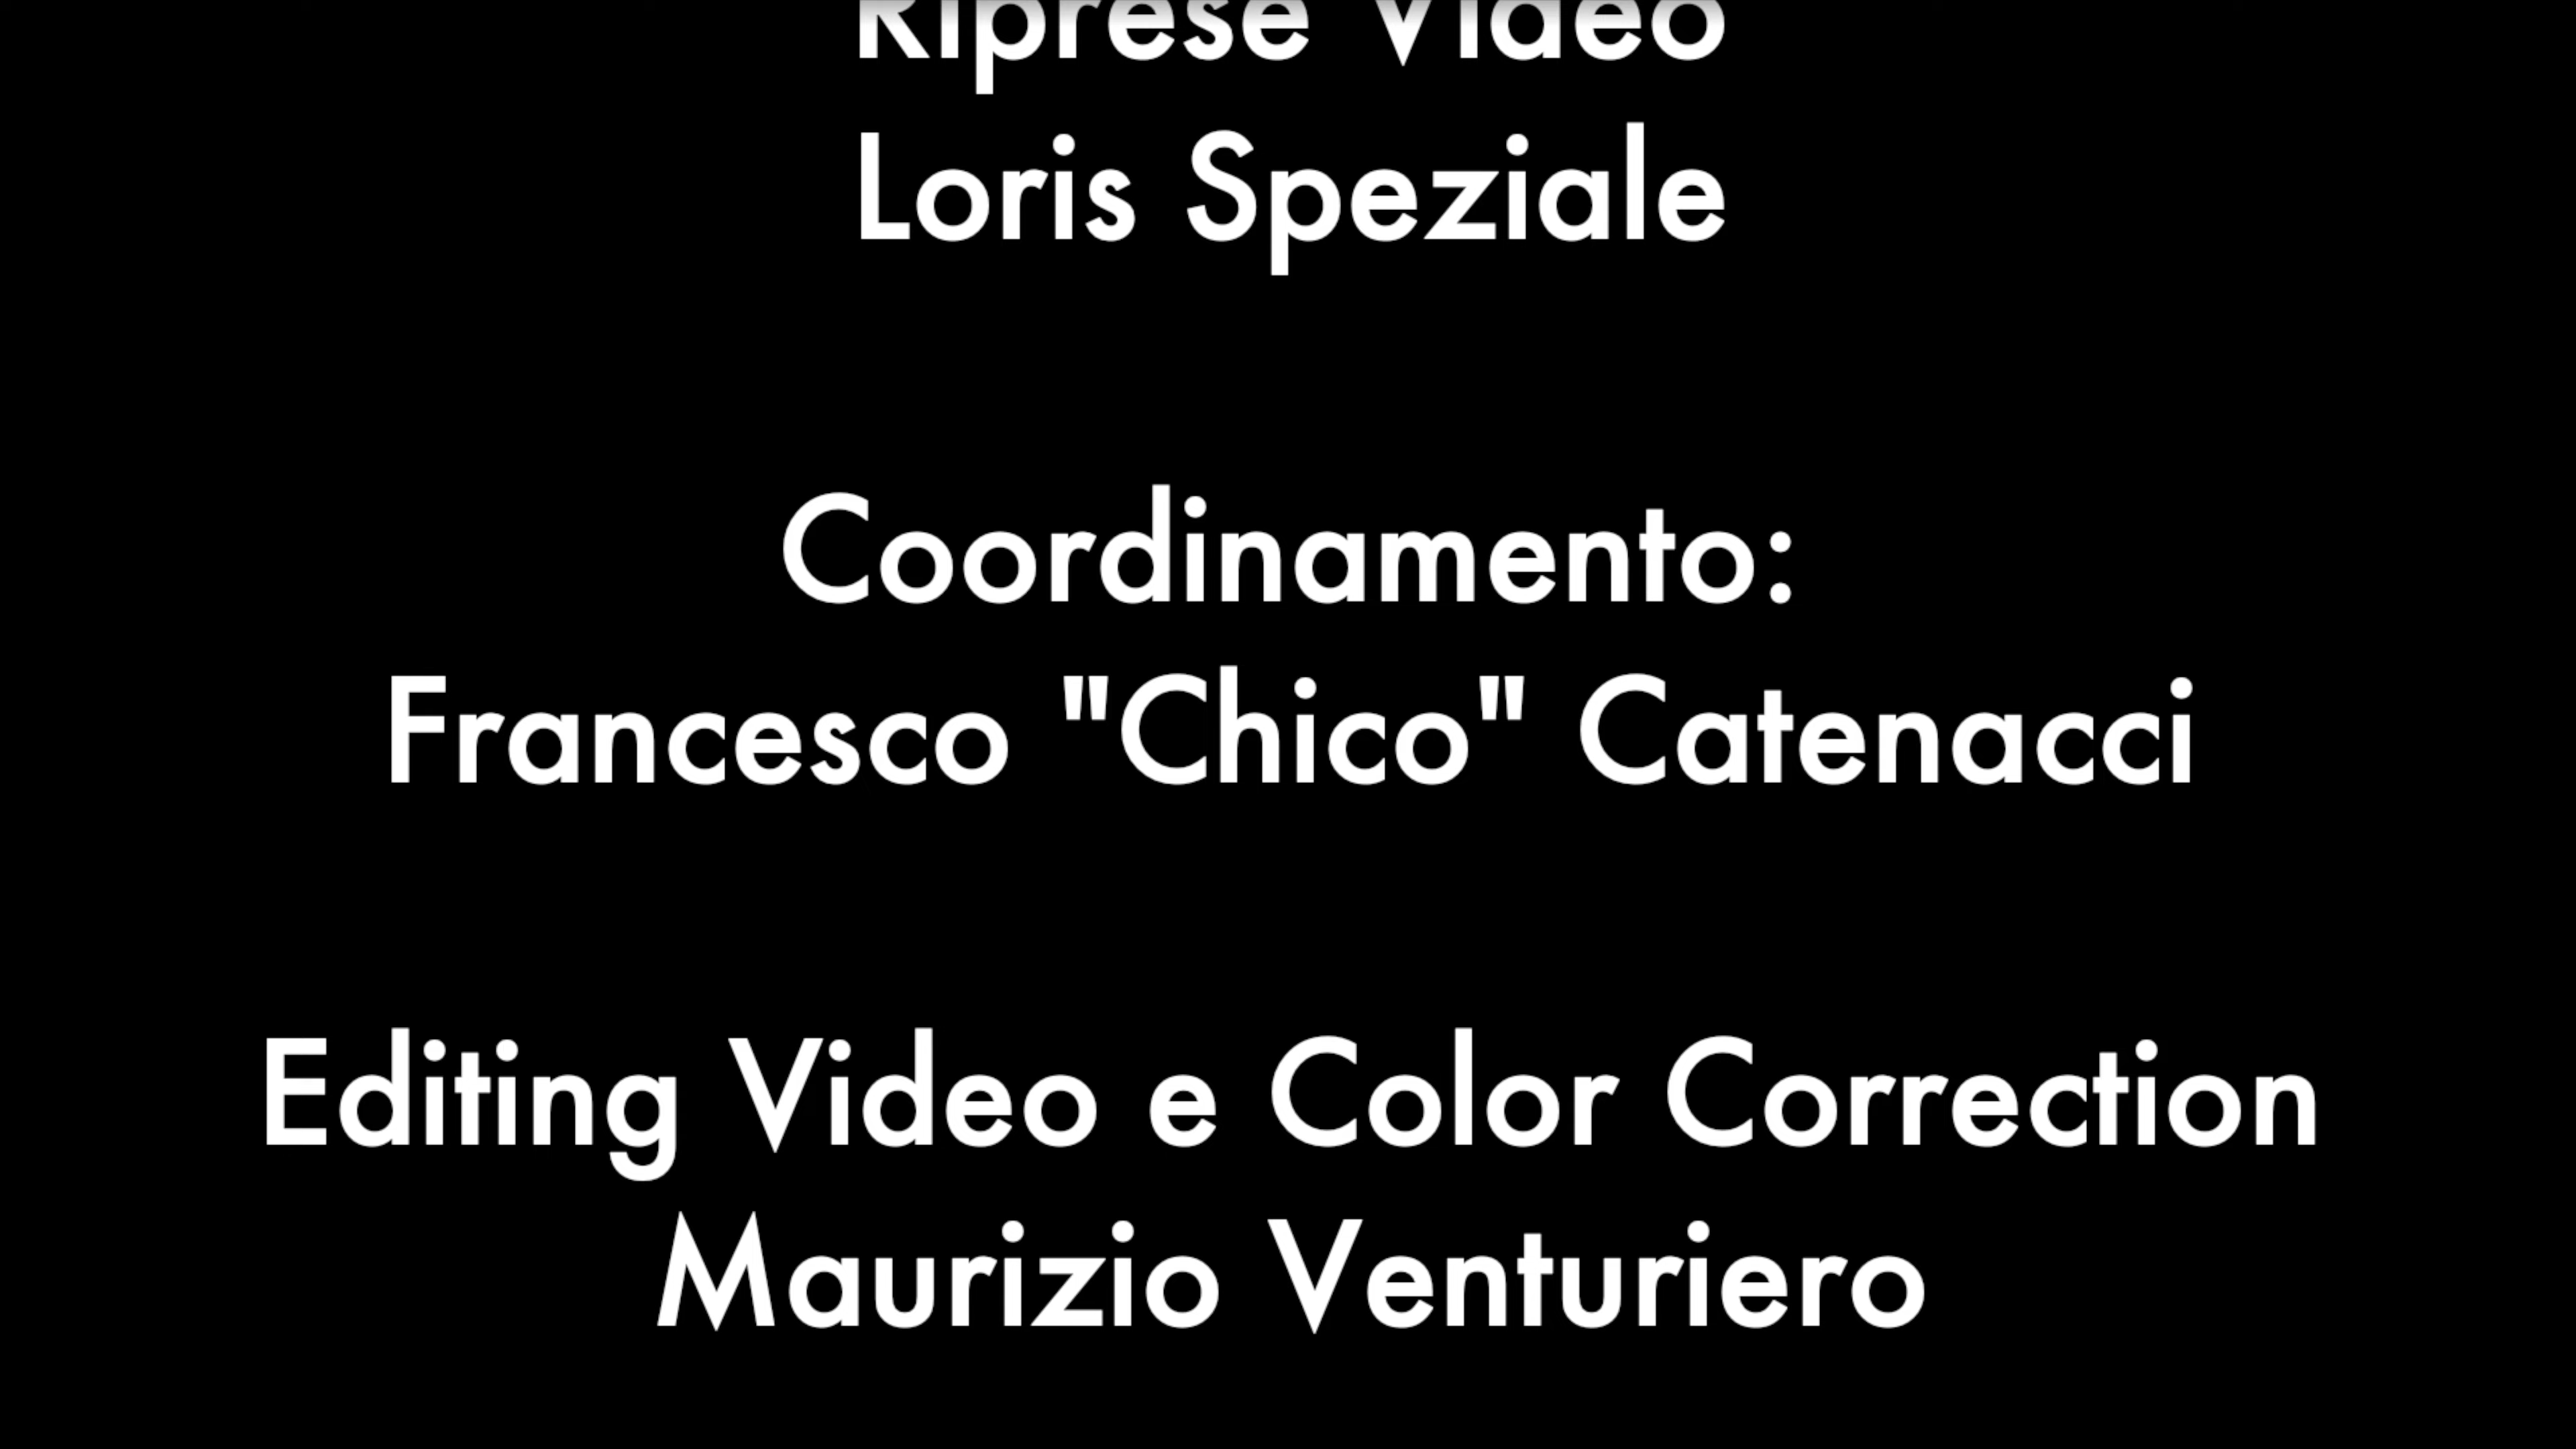 Riprese Video
Loris Speziale
Coordinamento:
Francesco "Chico" Catenacci
Editing Video e Color Correction
Maurizio Venturiero